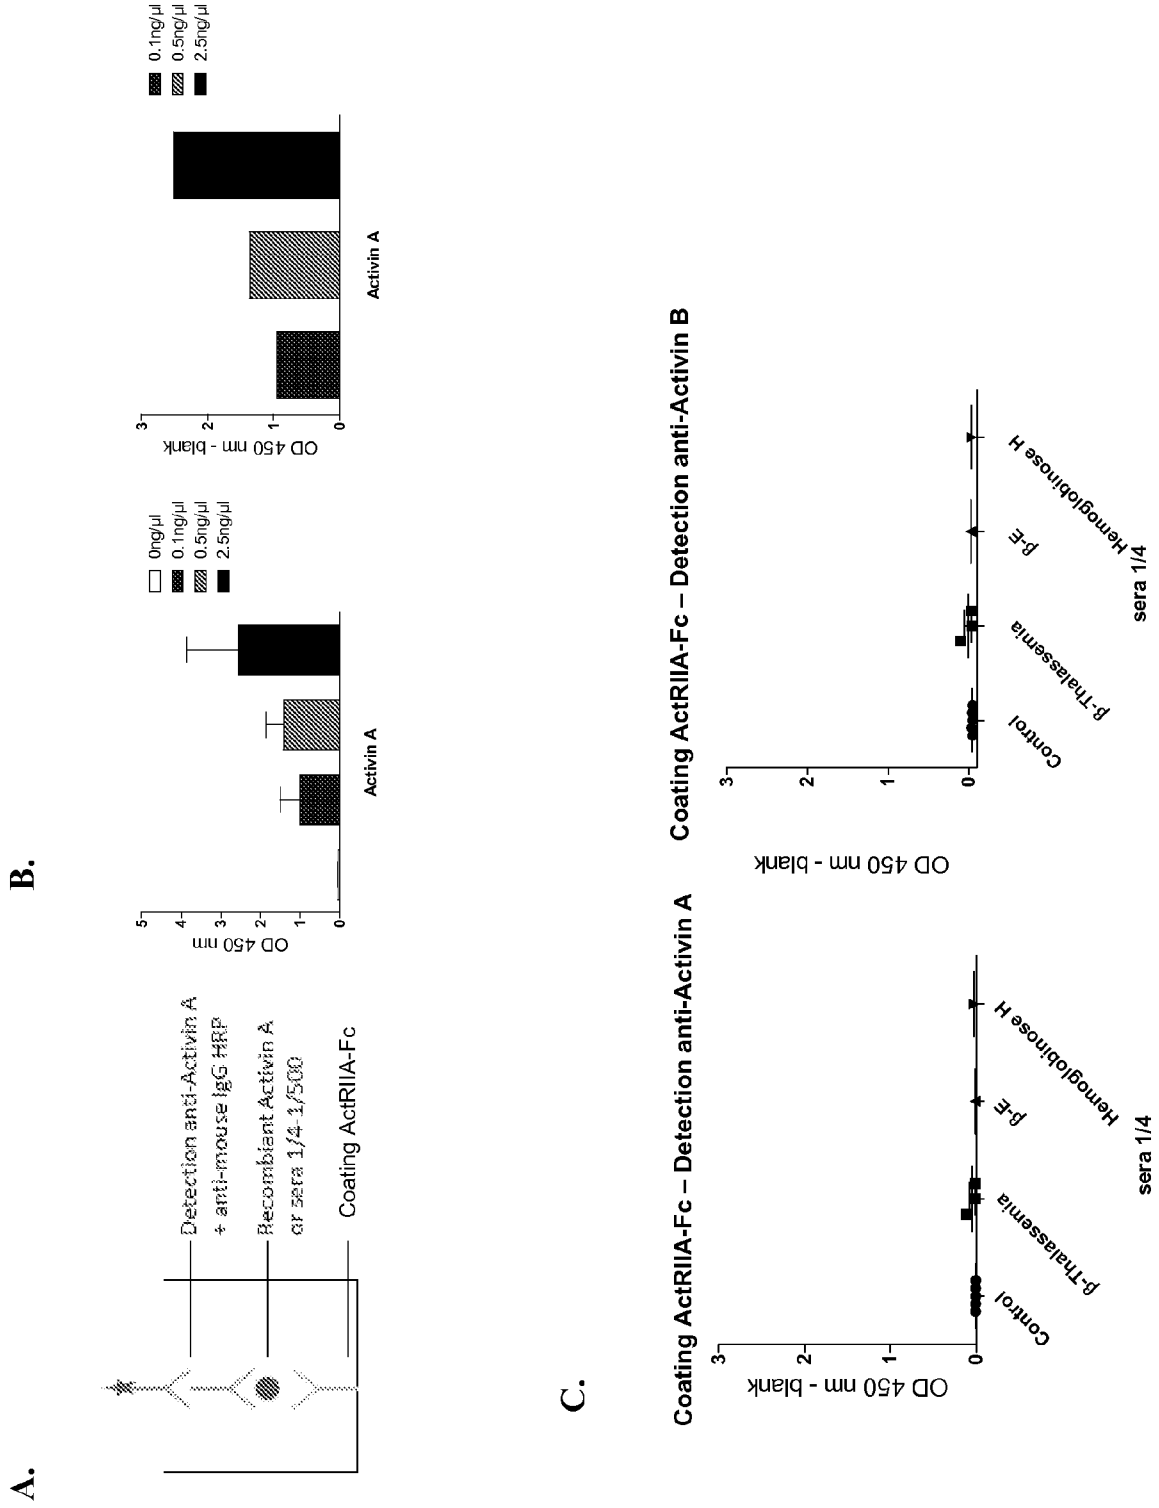 A.
Detection anti-Activin A
+ anti-mouse IgG HRP
Recombiant Activin A
or sera 1/4-1/500
Coating ActRIIA-Fc
B.
OD 450 nm
5
4
3
2
1
0
Activin A
0ng/µl
0.1ng/µl
0.5ng/µl
2.5ng/µl
OD 450 nm - blank
3
2
1
0
Activin A
0.1ng/µl
0.5ng/µl
2.5ng/µl
C.
Coating ActRIIA-Fc – Detection anti-Activin A
OD 450 nm - blank
3
2
1
0
Control
β-Thalassemia
β-E
Hemoglobinose H
sera 1/4
Coating ActRIIA-Fc – Detection anti-Activin B
OD 450 nm - blank
3
2
1
0
Control
β-Thalassemia
β-E
Hemoglobinose H
sera 1/4